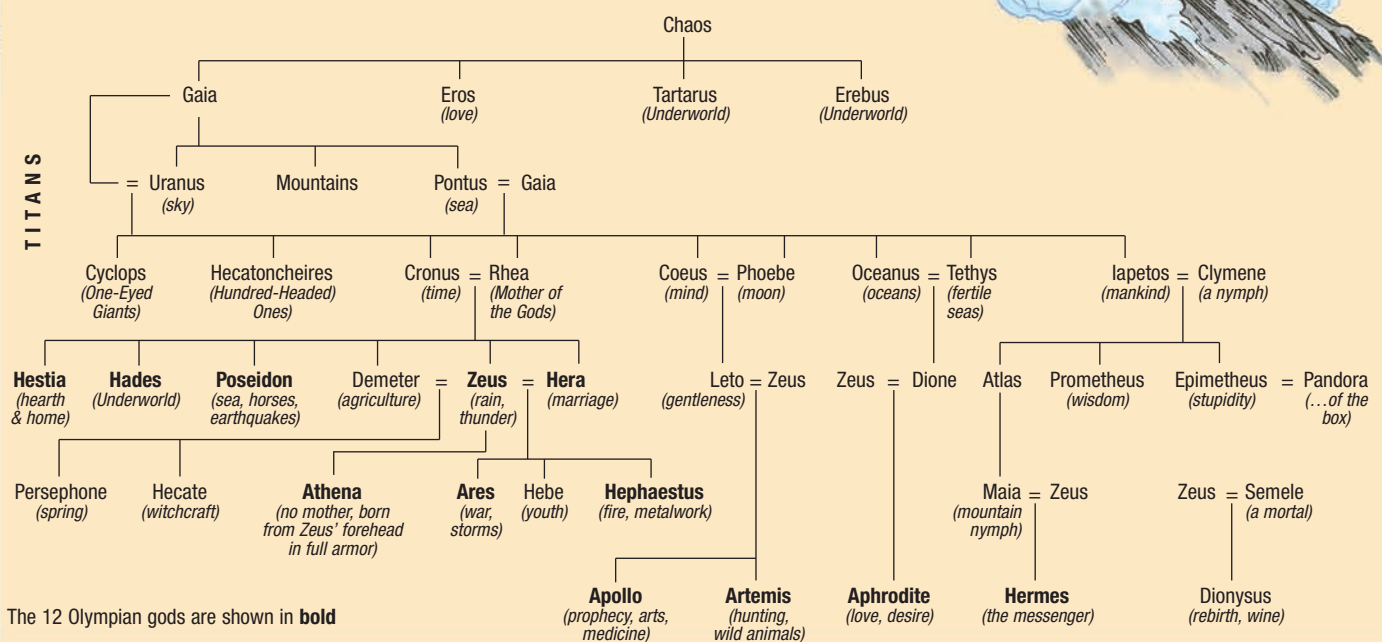 Chaos
Gaia Eros Tartarus Erebus
(love) (Underworld) (Underworld)
TITANS
= Uranus Mountains Pontus = Gaia
(sky) (sea)
Cyclops Hecatoncheires Cronus = Rhea Coeus = Phoebe Oceanus = Tethys Iapetos = Clymene
(One-Eyed (Hundred-Headed) (time) (Mother of (mind) (moon) (oceans) (fertile (mankind) (a nymph)
Giants) Ones) the Gods) seas)
Hestia Hades Poseidon Demeter = Zeus = Hera Leto = Zeus Zeus = Dione Atlas Prometheus Epimetheus = Pandora
(hearth (Underworld) (sea, horses, (agriculture) (rain, (marriage) (gentleness) (wisdom) (stupidity) (...of the
& home) earthquakes) thunder) box)
Persephone Hecate Athena Ares Hebe Hephaestus Maia = Zeus Zeus = Semele
(spring) (witchcraft) (no mother, born (war, (youth) (fire, metalwork) (mountain (a mortal)
from Zeus' forehead storms) nymph)
in full armor)
Apollo Artemis Aphrodite Hermes Dionysus
(prophecy, arts, (hunting, (love, desire) (the messenger) (rebirth, wine)
medicine) wild animals)
The 12 Olympian gods are shown in bold